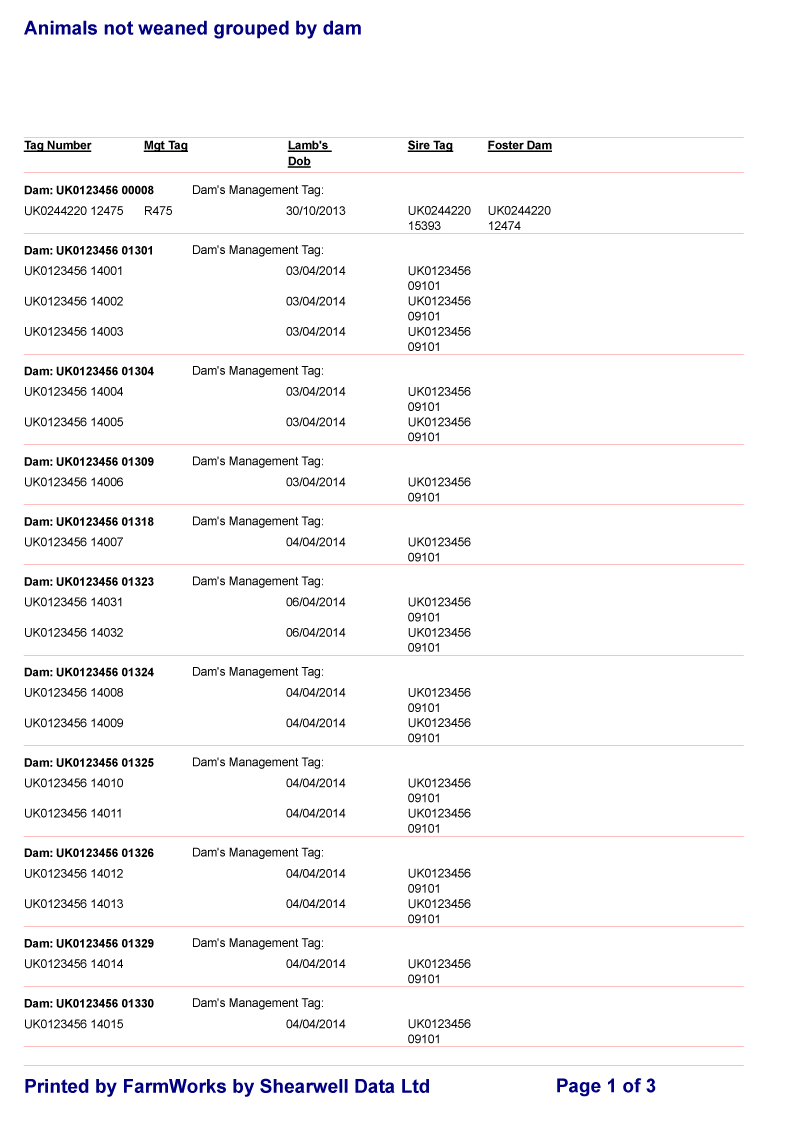 Animals not weaned grouped by dam
Tag Number Mgt Tag Lamb's Sire Tag Foster Dam
Dob
Dam: UK0123456 00008 Dam's Management Tag:
UK0244220 12475 R475 30/10/2013 UK0244220 UK0244220
15393 12474
Dam: UK0123456 01301 Dam's Management Tag:
UK0123456 14001 03/04/2014 UK0123456
09101
UK0123456 14002 03/04/2014 UK0123456
09101
UK0123456 14003 03/04/2014 UK0123456
09101
Dam: UK0123456 01304 Dam's Management Tag:
UK0123456 14004 03/04/2014 UK0123456
09101
UK0123456 14005 03/04/2014 UK0123456
09101
Dam: UK0123456 01309 Dam's Management Tag:
UK0123456 14006 03/04/2014 UK0123456
09101
Dam: UK0123456 01318 Dam's Management Tag:
UK0123456 14007 04/04/2014 UK0123456
09101
Dam: UK0123456 01323 Dam's Management Tag:
UK0123456 14031 06/04/2014 UK0123456
09101
UK0123456 14032 06/04/2014 UK0123456
09101
Dam: UK0123456 01324 Dam's Management Tag:
UK0123456 14008 04/04/2014 UK0123456
09101
UK0123456 14009 04/04/2014 UK0123456
09101
Dam: UK0123456 01325 Dam's Management Tag:
UK0123456 14010 04/04/2014 UK0123456
09101
UK0123456 14011 04/04/2014 UK0123456
09101
Dam: UK0123456 01326 Dam's Management Tag:
UK0123456 14012 04/04/2014 UK0123456
09101
UK0123456 14013 04/04/2014 UK0123456
09101
Dam: UK0123456 01329 Dam's Management Tag:
UK0123456 14014 04/04/2014 UK0123456
09101
Dam: UK0123456 01330 Dam's Management Tag:
UK0123456 14015 04/04/2014 UK0123456
09101
Printed by FarmWorks by Shearwell Data Ltd Page 1 of 3